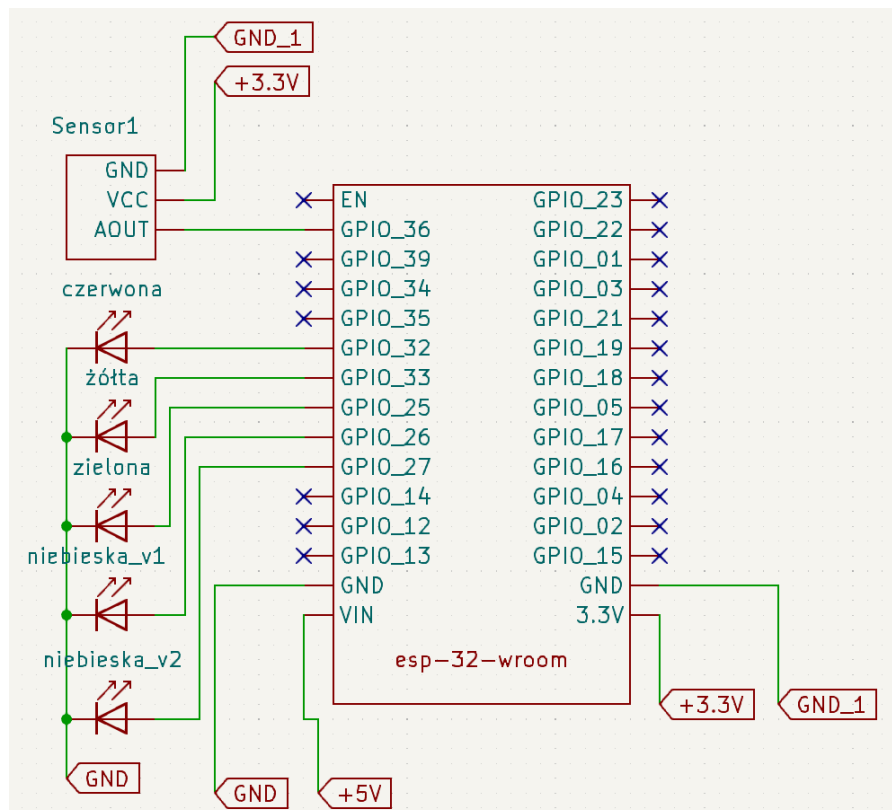 GND_1
+3.3V
Sensor1
GND
VCC
AOUT
czerwona
żółta
zielona
niebieska_v1
niebieska_v2
GND
EN
GPIO_36
GPIO_39
GPIO_34
GPIO_35
GPIO_32
GPIO_33
GPIO_25
GPIO_26
GPIO_27
GPIO_14
GPIO_12
GPIO_13
GND
VIN
GPIO_23
GPIO_22
GPIO_01
GPIO_03
GPIO_21
GPIO_19
GPIO_18
GPIO_05
GPIO_17
GPIO_16
GPIO_04
GPIO_02
GPIO_15
GND
3.3V
esp-32-wroom
+3.3V
GND_1
GND
+5V